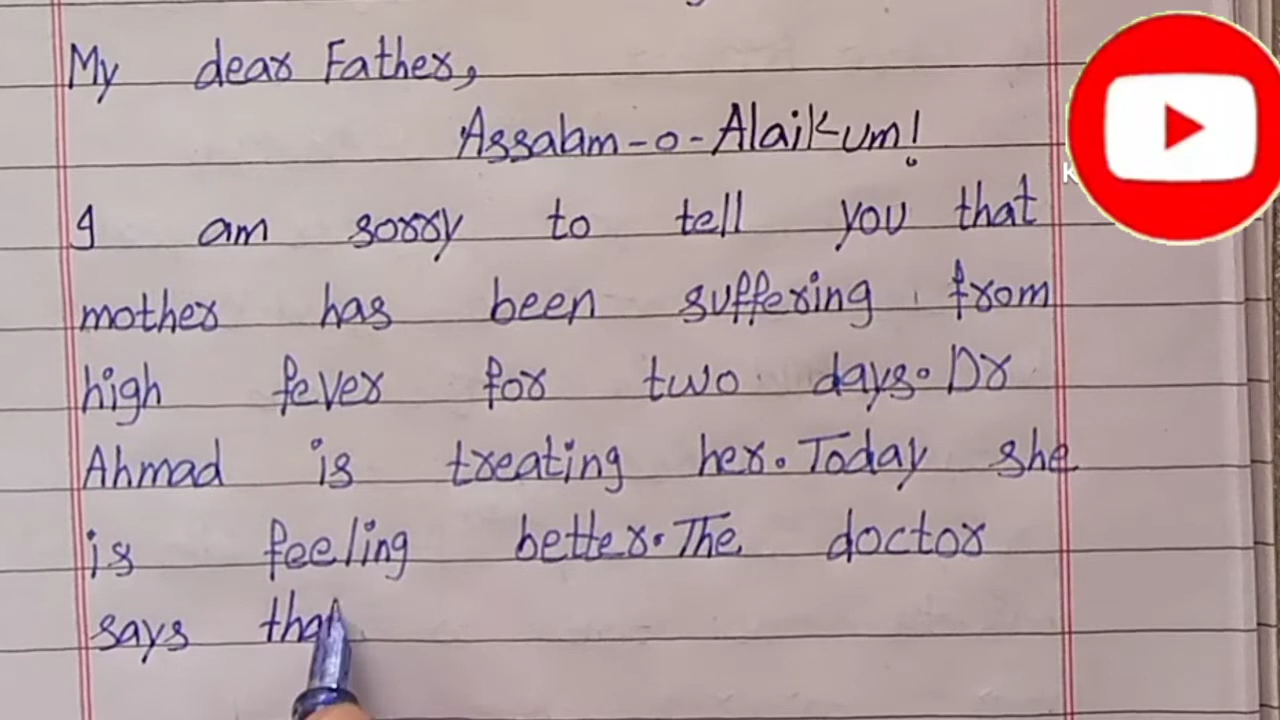 My dear Father,
Assalam-o-Alaikum!
I am sorry to tell you that
mother has been suffering from
high fever for two days. Dr
Ahmad is treating her. Today she
is feeling better. The doctor
says that